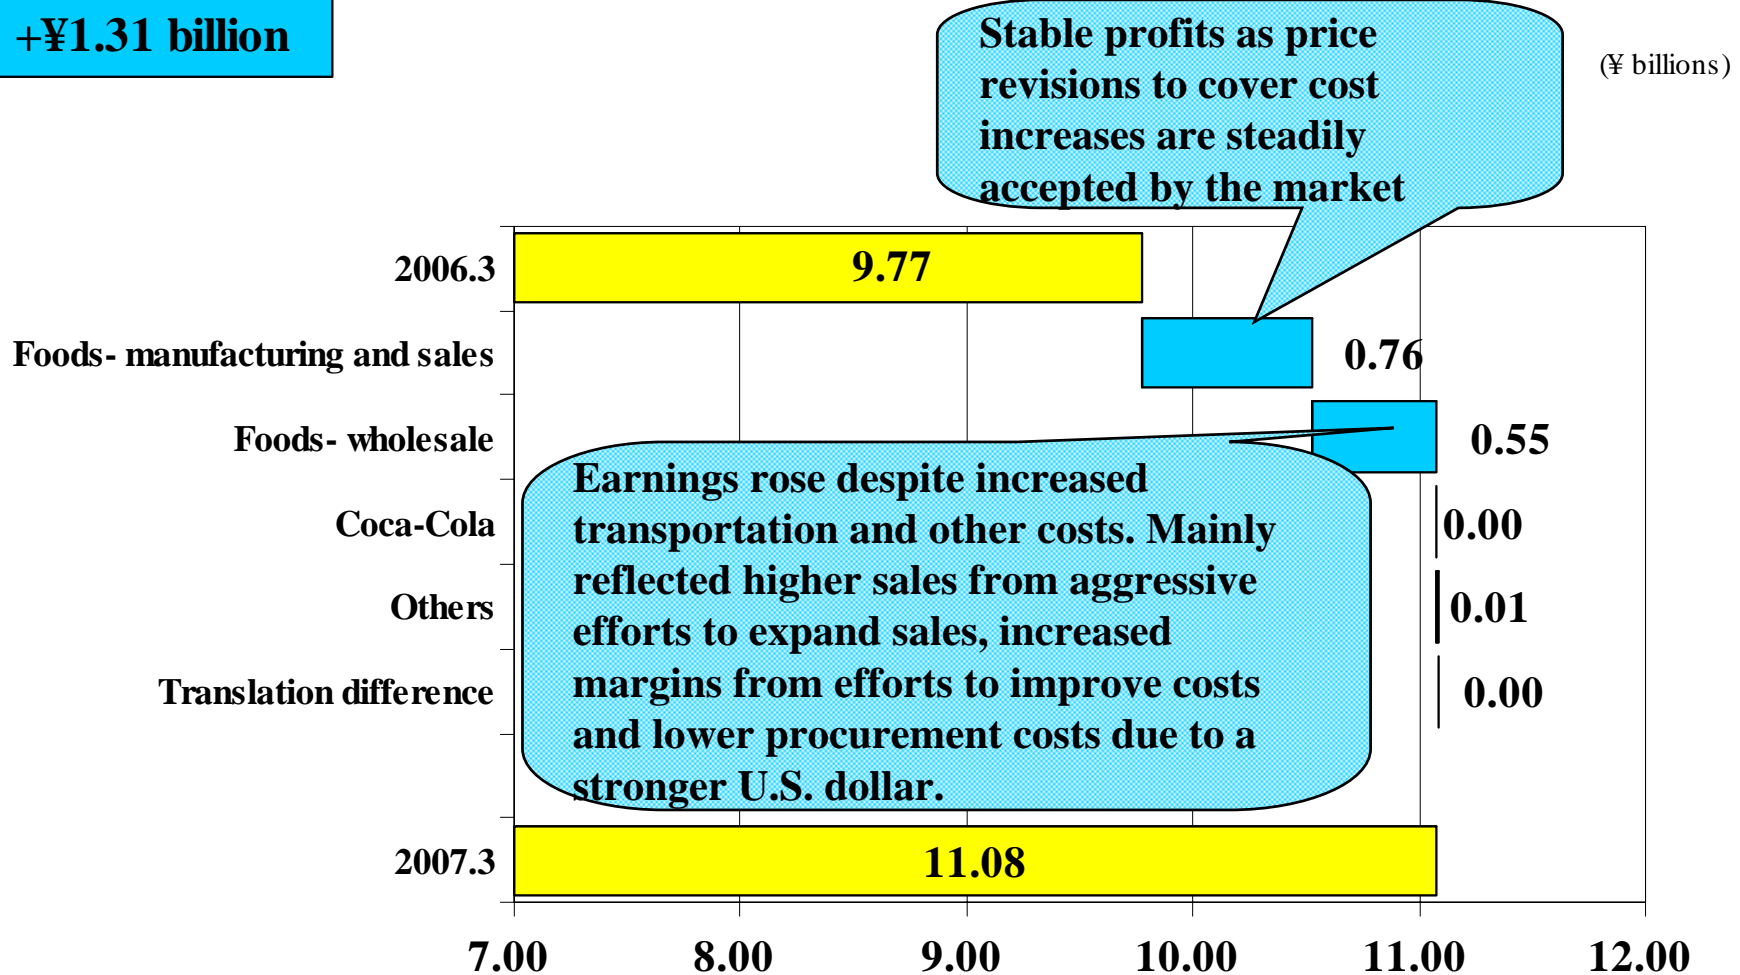 +¥1.31 billion
Stable profits as price
revisions to cover cost
increases are steadily
accepted by the market
(¥ billions)
2006.3
9.77
Foods- manufacturing and sales
0.76
Foods- wholesale
0.55
Earnings rose despite increased
transportation and other costs. Mainly
reflected higher sales from aggressive
efforts to expand sales, increased
margins from efforts to improve costs
and lower procurement costs due to a
stronger U.S. dollar.
Coca-Cola
0.00
Others
0.01
Translation difference
0.00
2007.3
11.08
7.00 8.00 9.00 10.00 11.00 12.00